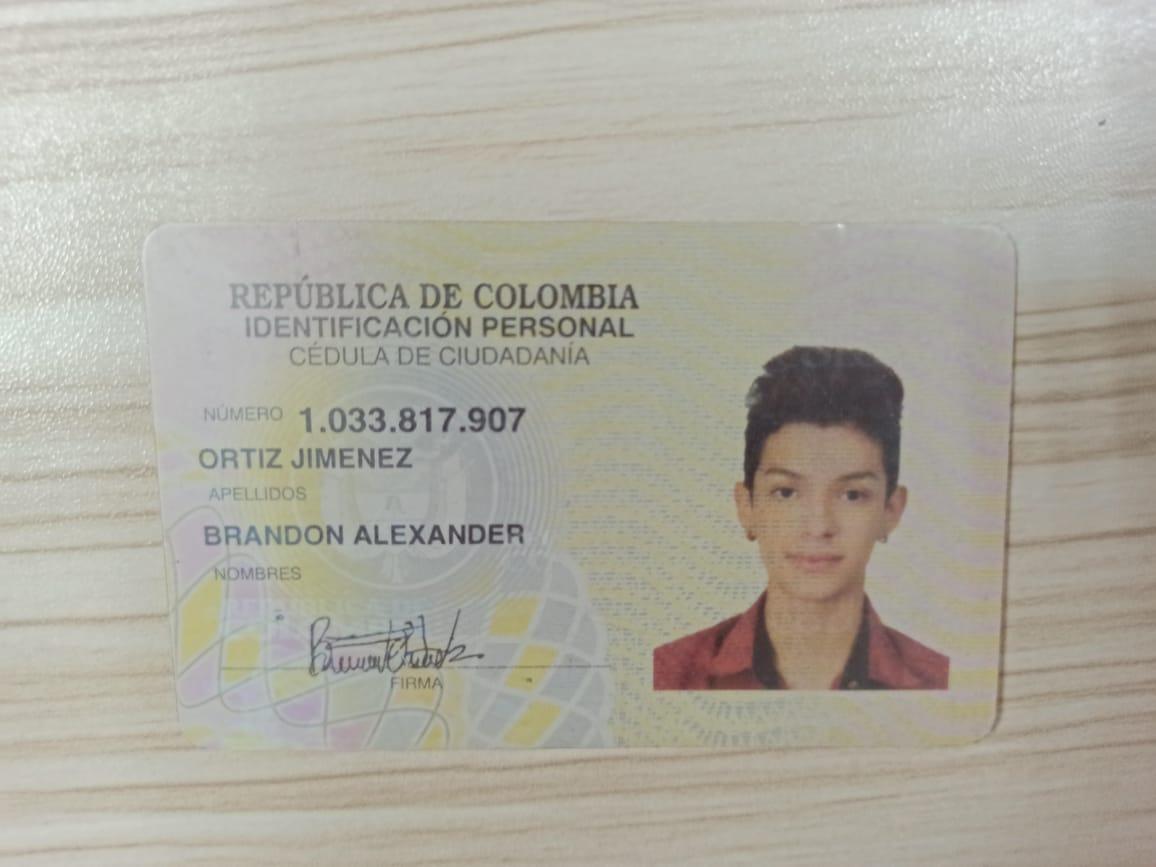 REPÚBLICA DE COLOMBIA
IDENTIFICACIÓN PERSONAL
CÉDULA DE CIUDADANÍA
NÚMERO 1.033.817.907
ORTIZ JIMENEZ
APELLIDOS
BRANDON ALEXANDER
NOMBRES
FIRMA